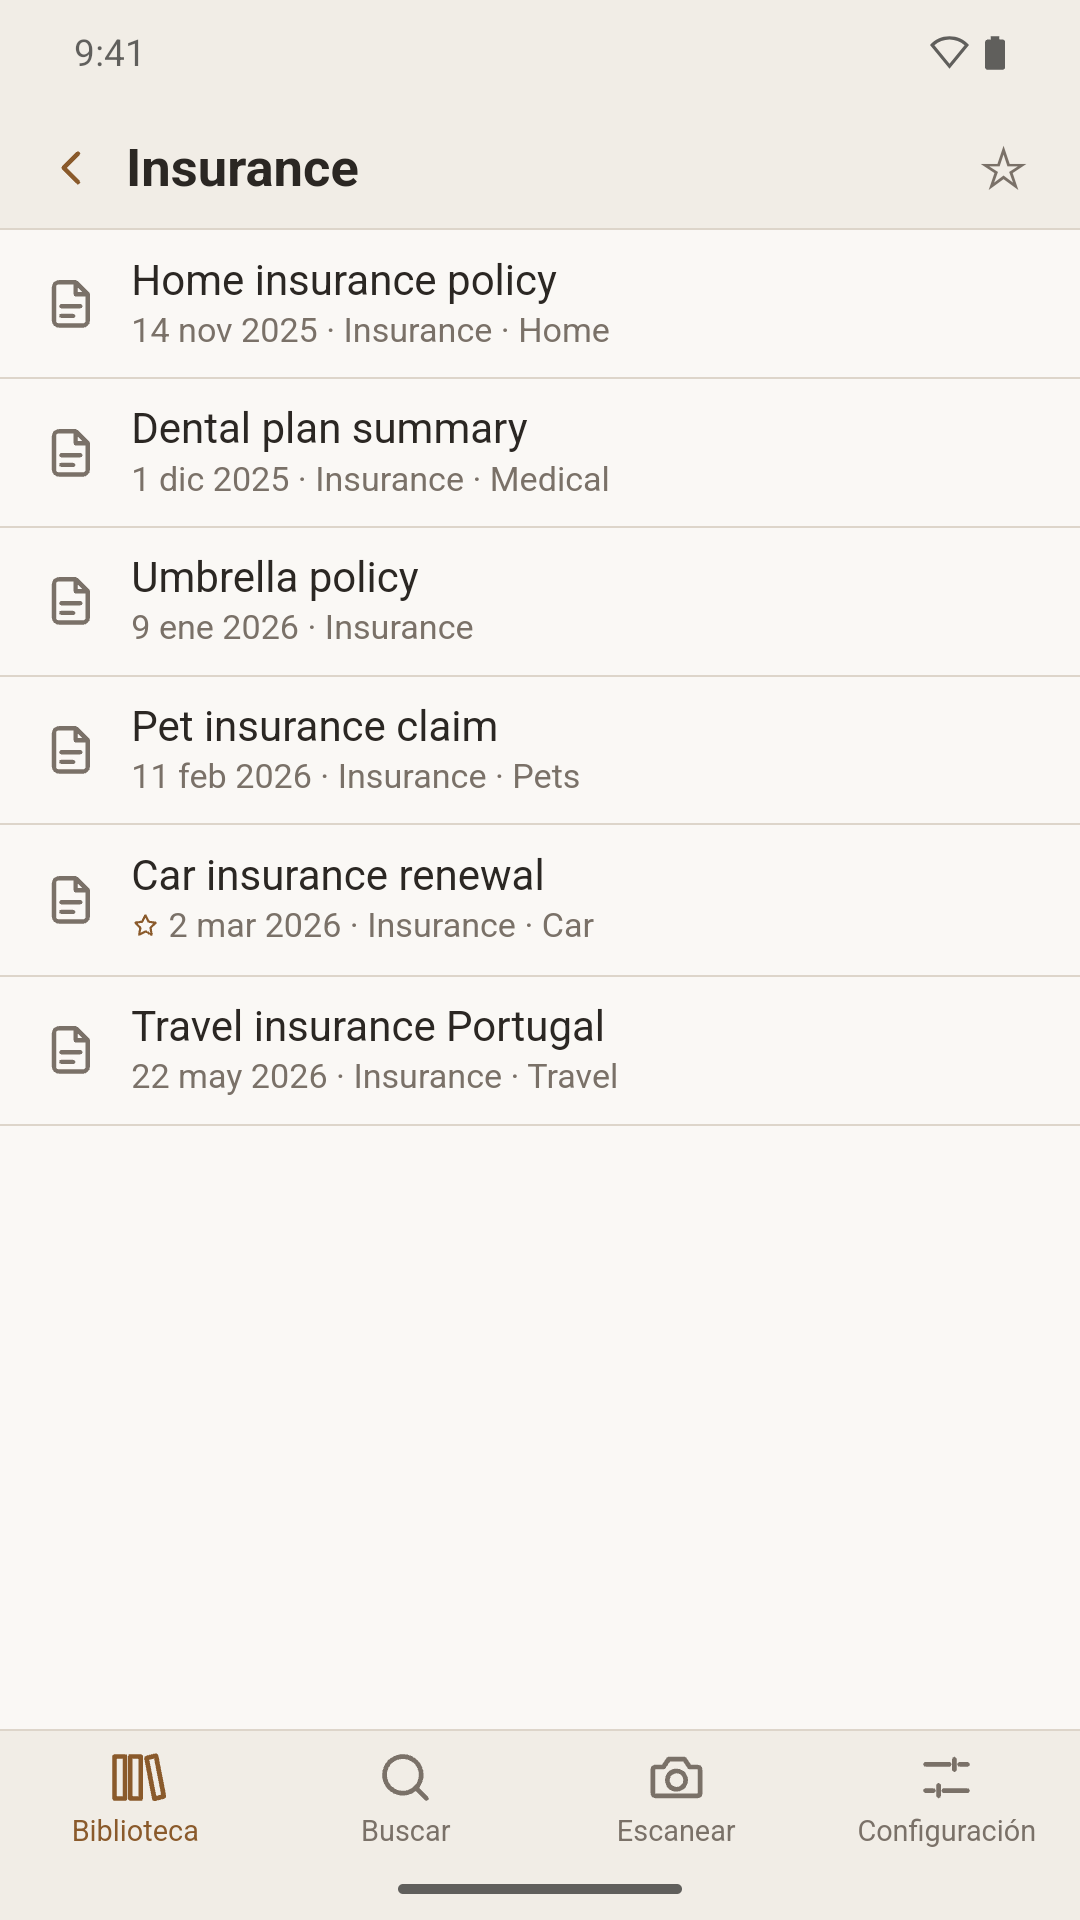 9:41
Insurance
Home insurance policy
14 nov 2025 · Insurance · Home
Dental plan summary
1 dic 2025 · Insurance · Medical
Umbrella policy
9 ene 2026 · Insurance
Pet insurance claim
11 feb 2026 · Insurance · Pets
Car insurance renewal
2 mar 2026 · Insurance · Car
Travel insurance Portugal
22 may 2026 · Insurance · Travel
Biblioteca
Buscar
Escanear
Configuración